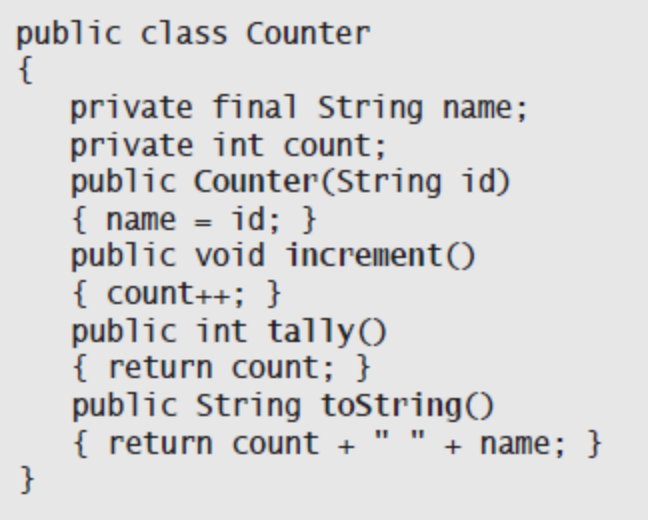 public class Counter
{
private final String name;
private int count;
public Counter(String id)
{ name = id; }
public void increment()
{ count++; }
public int tally()
{ return count; }
public String toString()
{ return count + " " + name; }
}